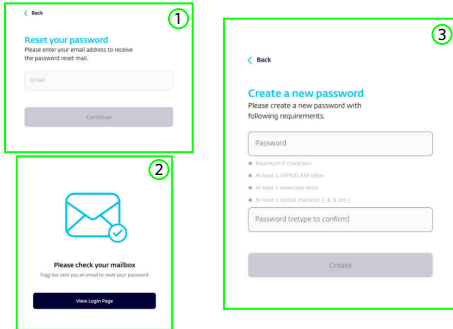 Back
1
Reset your password
Please enter your email address to receive
the password reset mail.
Email
Continue
2
Please check your mailbox
Togg has sent you an email to reset your password.
View Login Page
3
Back
Create a new password
Please create a new password with
following requirements.
Password
Maximum 8 characters
At least 1 UPPERCASE letter
At least 1 lowercase letter
At least 1 special character
Password (retype to confirm)
Create